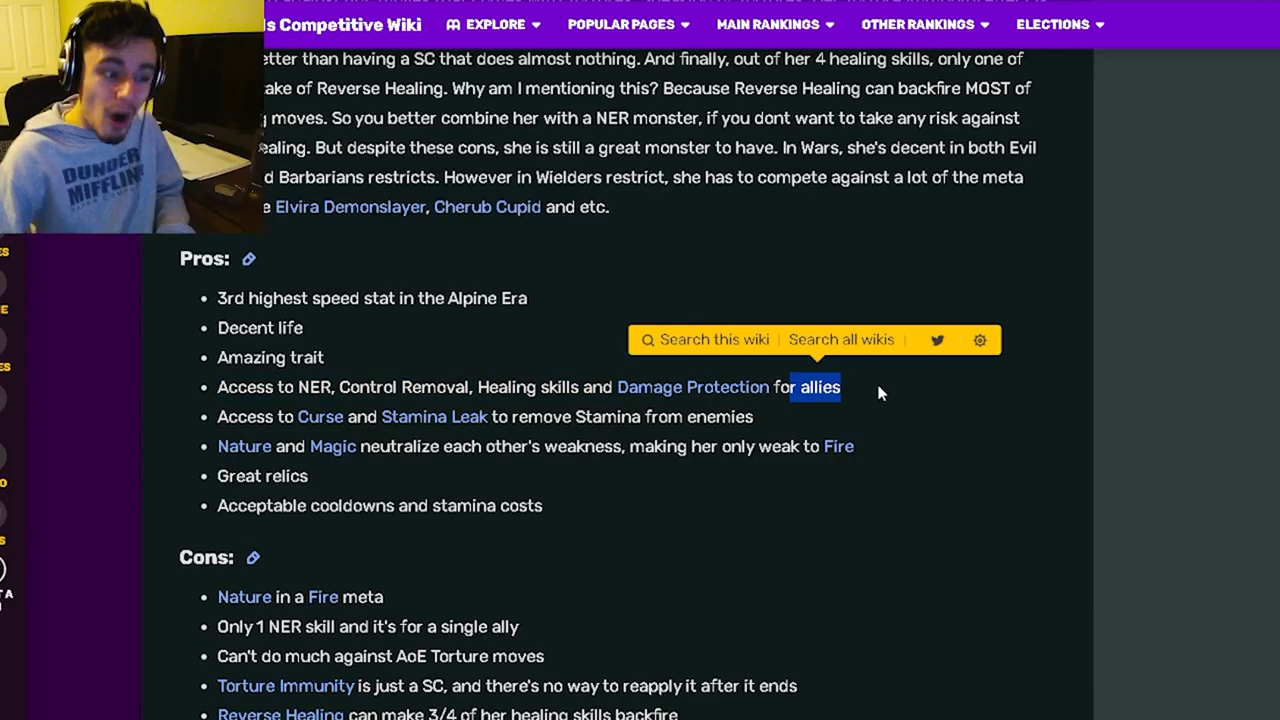 ls Competitive Wiki EXPLORE POPULAR PAGES MAIN RANKINGS OTHER RANKINGS ELECTIONS
etter than having a SC that does almost nothing. And finally, out of her 4 healing skills, only one of
ake of Reverse Healing. Why am I mentioning this? Because Reverse Healing can backfire MOST of
g moves. So you better combine her with a NER monster, if you dont want to take any risk against
ealing. But despite these cons, she is still a great monster to have. In Wars, she's decent in both Evil
d Barbarians restricts. However in Wielders restrict, she has to compete against a lot of the meta
e Elvira Demonslayer, Cherub Cupid and etc.
DUNDER
MIFFLIN
Pros:
3rd highest speed stat in the Alpine Era
Decent life
Search this wiki Search all wikis
Amazing trait
Access to NER, Control Removal, Healing skills and Damage Protection for allies
Access to Curse and Stamina Leak to remove Stamina from enemies
Nature and Magic neutralize each other's weakness, making her only weak to Fire
Great relics
Acceptable cooldowns and stamina costs
Cons:
Nature in a Fire meta
Only 1 NER skill and it's for a single ally
Can't do much against AoE Torture moves
Torture Immunity is just a SC, and there's no way to reapply it after it ends
Reverse Healing can make 3/4 of her healing skills backfire